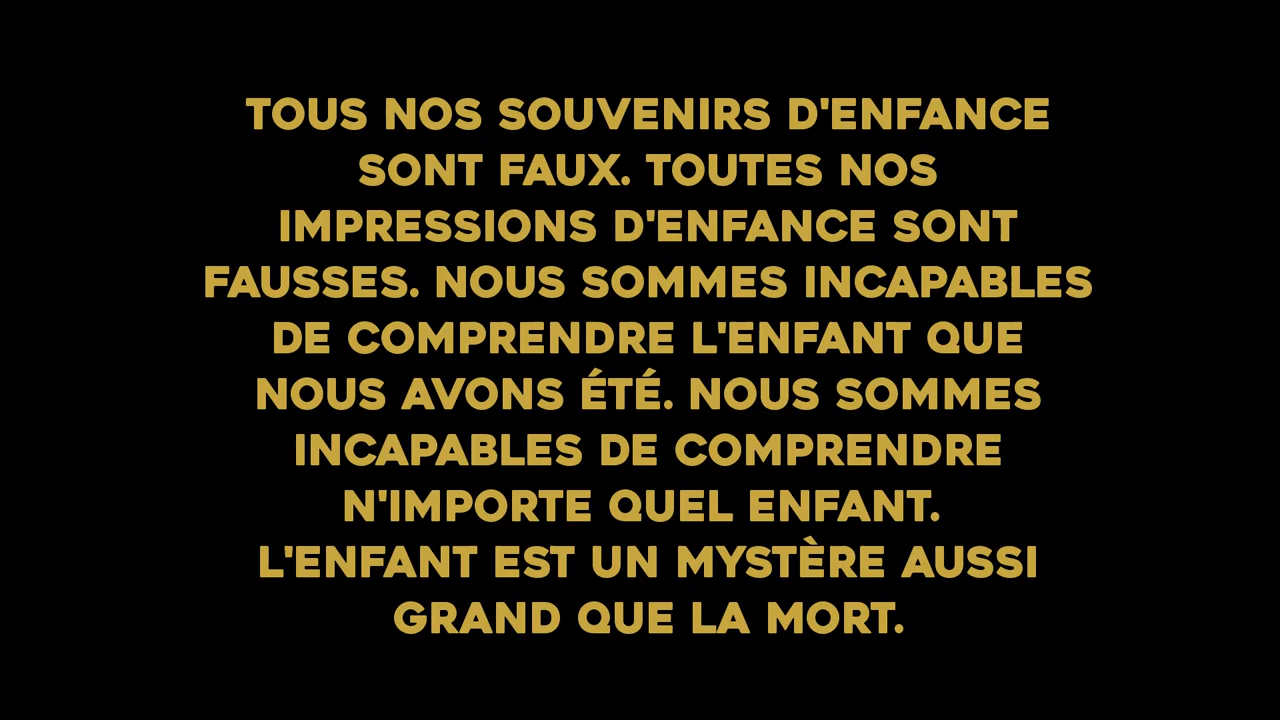 TOUS NOS SOUVENIRS D'ENFANCE
SONT FAUX. TOUTES NOS
IMPRESSIONS D'ENFANCE SONT
FAUSSES. NOUS SOMMES INCAPABLES
DE COMPRENDRE L'ENFANT QUE
NOUS AVONS ÉTÉ. NOUS SOMMES
INCAPABLES DE COMPRENDRE
N'IMPORTE QUEL ENFANT.
L'ENFANT EST UN MYSTÈRE AUSSI
GRAND QUE LA MORT.